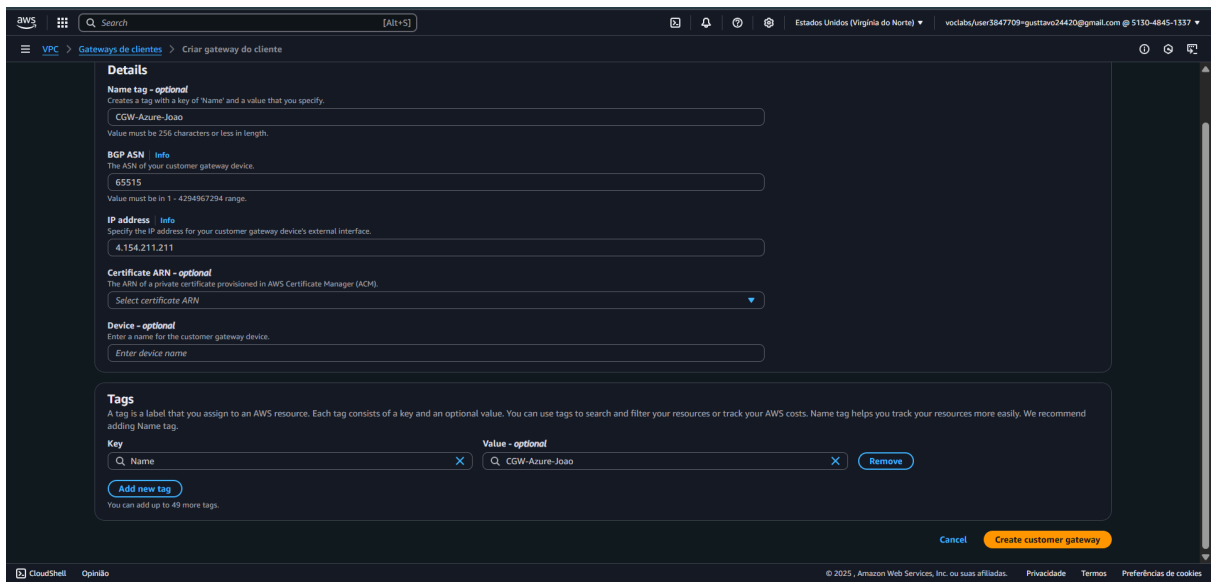 aws
Search [Alt+S]
Estados Unidos (Virgínia do Norte)
voclabs/user3847709=gusttavo24420@gmail.com @ 5130-4845-1337
VPC > Gateways de clientes > Criar gateway do cliente
Details
Name tag - optional
Creates a tag with a key of 'Name' and a value that you specify.
CGW-Azure-Joao
Value must be 256 characters or less in length.
BGP ASN Info
The ASN of your customer gateway device.
65515
Value must be in 1 - 4294967294 range.
IP address Info
Specify the IP address for your customer gateway device's external interface.
4.154.211.211
Certificate ARN - optional
The ARN of a private certificate provisioned in AWS Certificate Manager (ACM).
Select certificate ARN
Device - optional
Enter a name for the customer gateway device.
Enter device name
Tags
A tag is a label that you assign to an AWS resource. Each tag consists of a key and an optional value. You can use tags to search and filter your resources or track your AWS costs. Name tag helps you track your resources more easily. We recommend
adding Name tag.
Key Value - optional
Name CGW-Azure-Joao Remove
Add new tag
You can add up to 49 more tags.
Cancel Create customer gateway
CloudShell Opinião © 2025 , Amazon Web Services, Inc. ou suas afiliadas. Privacidade Termos Preferências de cookies